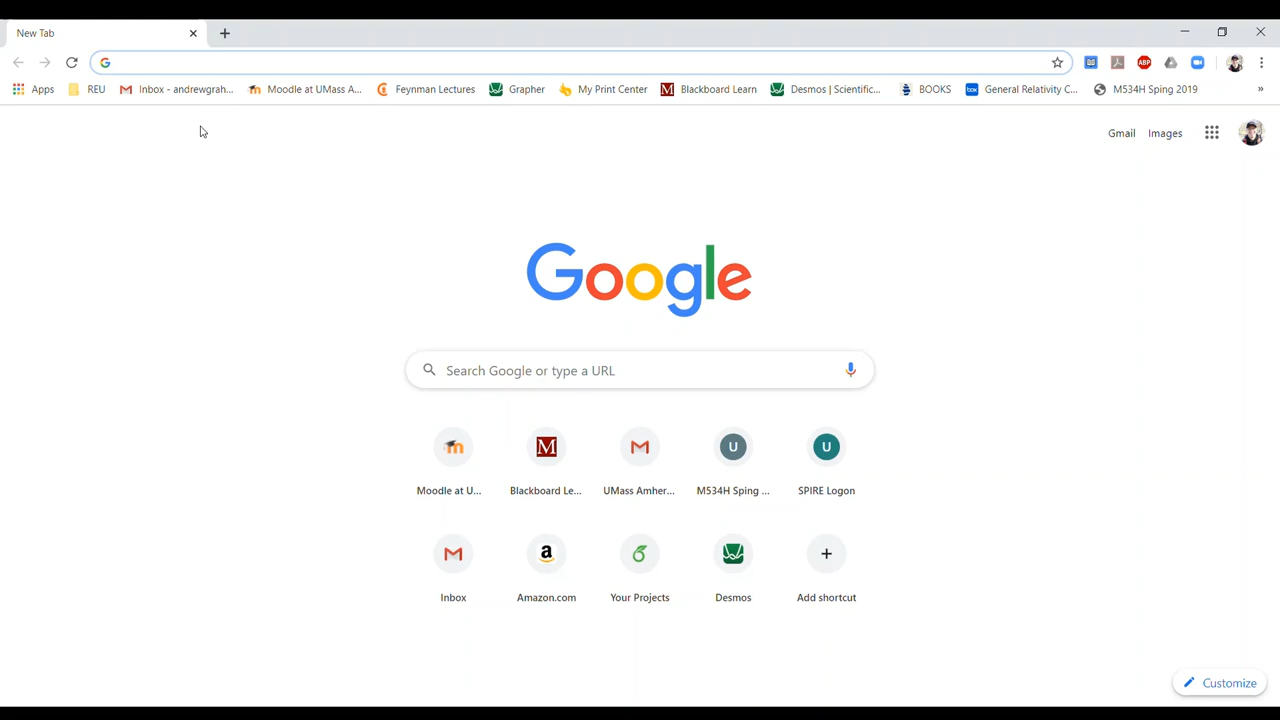 New Tab
Apps REU Inbox - andrewgrah... Moodle at UMass A... Feynman Lectures Grapher My Print Center Blackboard Learn Desmos | Scientific... BOOKS General Relativity C... M534H Sping 2019 »
Gmail Images
Google
Search Google or type a URL
Moodle at U... Blackboard Le... UMass Amher... M534H Sping ... SPIRE Logon
Inbox Amazon.com Your Projects Desmos Add shortcut
Customize